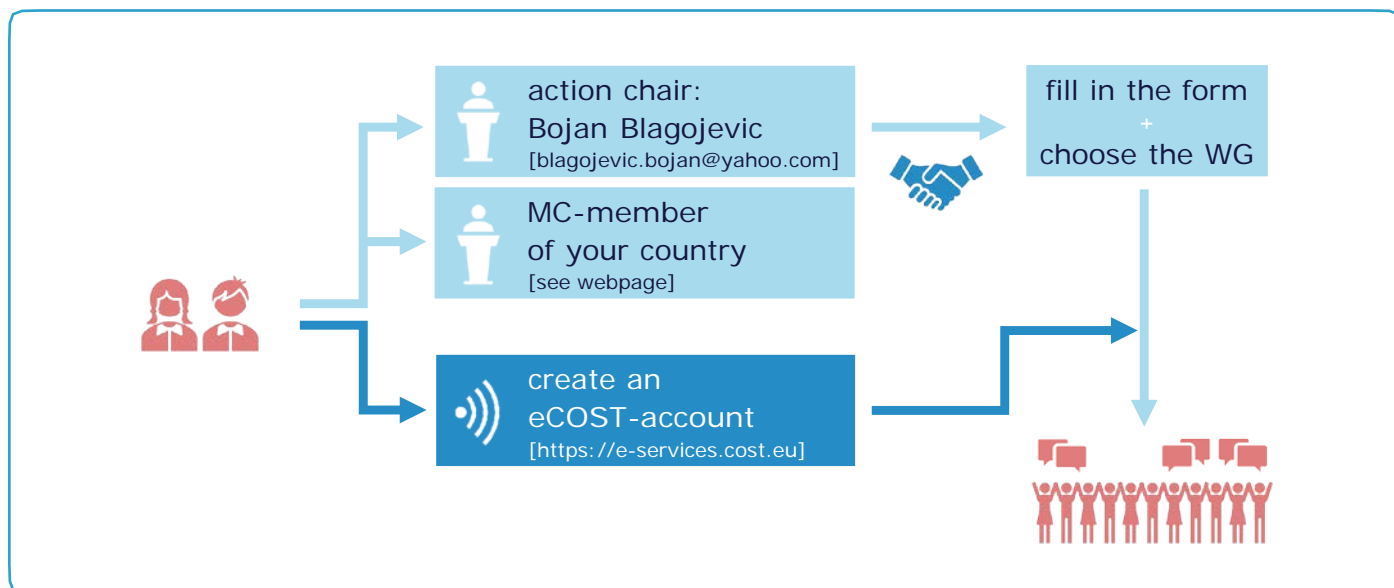 action chair:
Bojan Blagojevic
[blagojevic.bojan@yahoo.com]
MC-member
of your country
[see webpage]
create an
eCOST-account
[https://e-services.cost.eu]
fill in the form
+
choose the WG